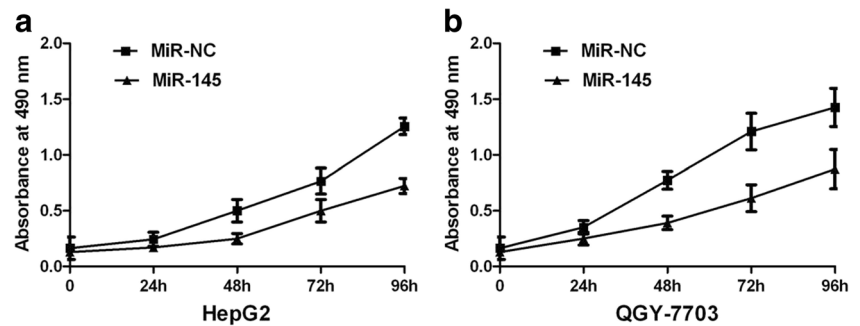 a
Absorbance at 490 nm
2.0
1.5
1.0
0.5
0.0
MiR-NC
MiR-145
0 24h 48h 72h 96h
HepG2
b
Absorbance at 490 nm
2.0
1.5
1.0
0.5
0.0
MiR-NC
MiR-145
0 24h 48h 72h 96h
QGY-7703